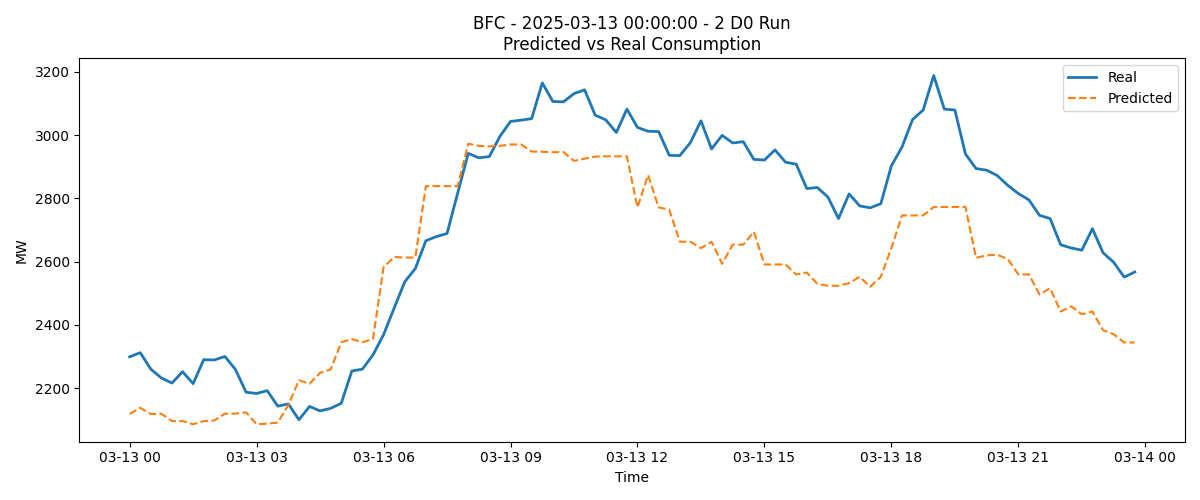 BFC - 2025-03-13 00:00:00 - 2 D0 Run
Predicted vs Real Consumption
Real
Predicted
MW
3200
3000
2800
2600
2400
2200
03-13 00
03-13 03
03-13 06
03-13 09
03-13 12
03-13 15
03-13 18
03-13 21
03-14 00
Time